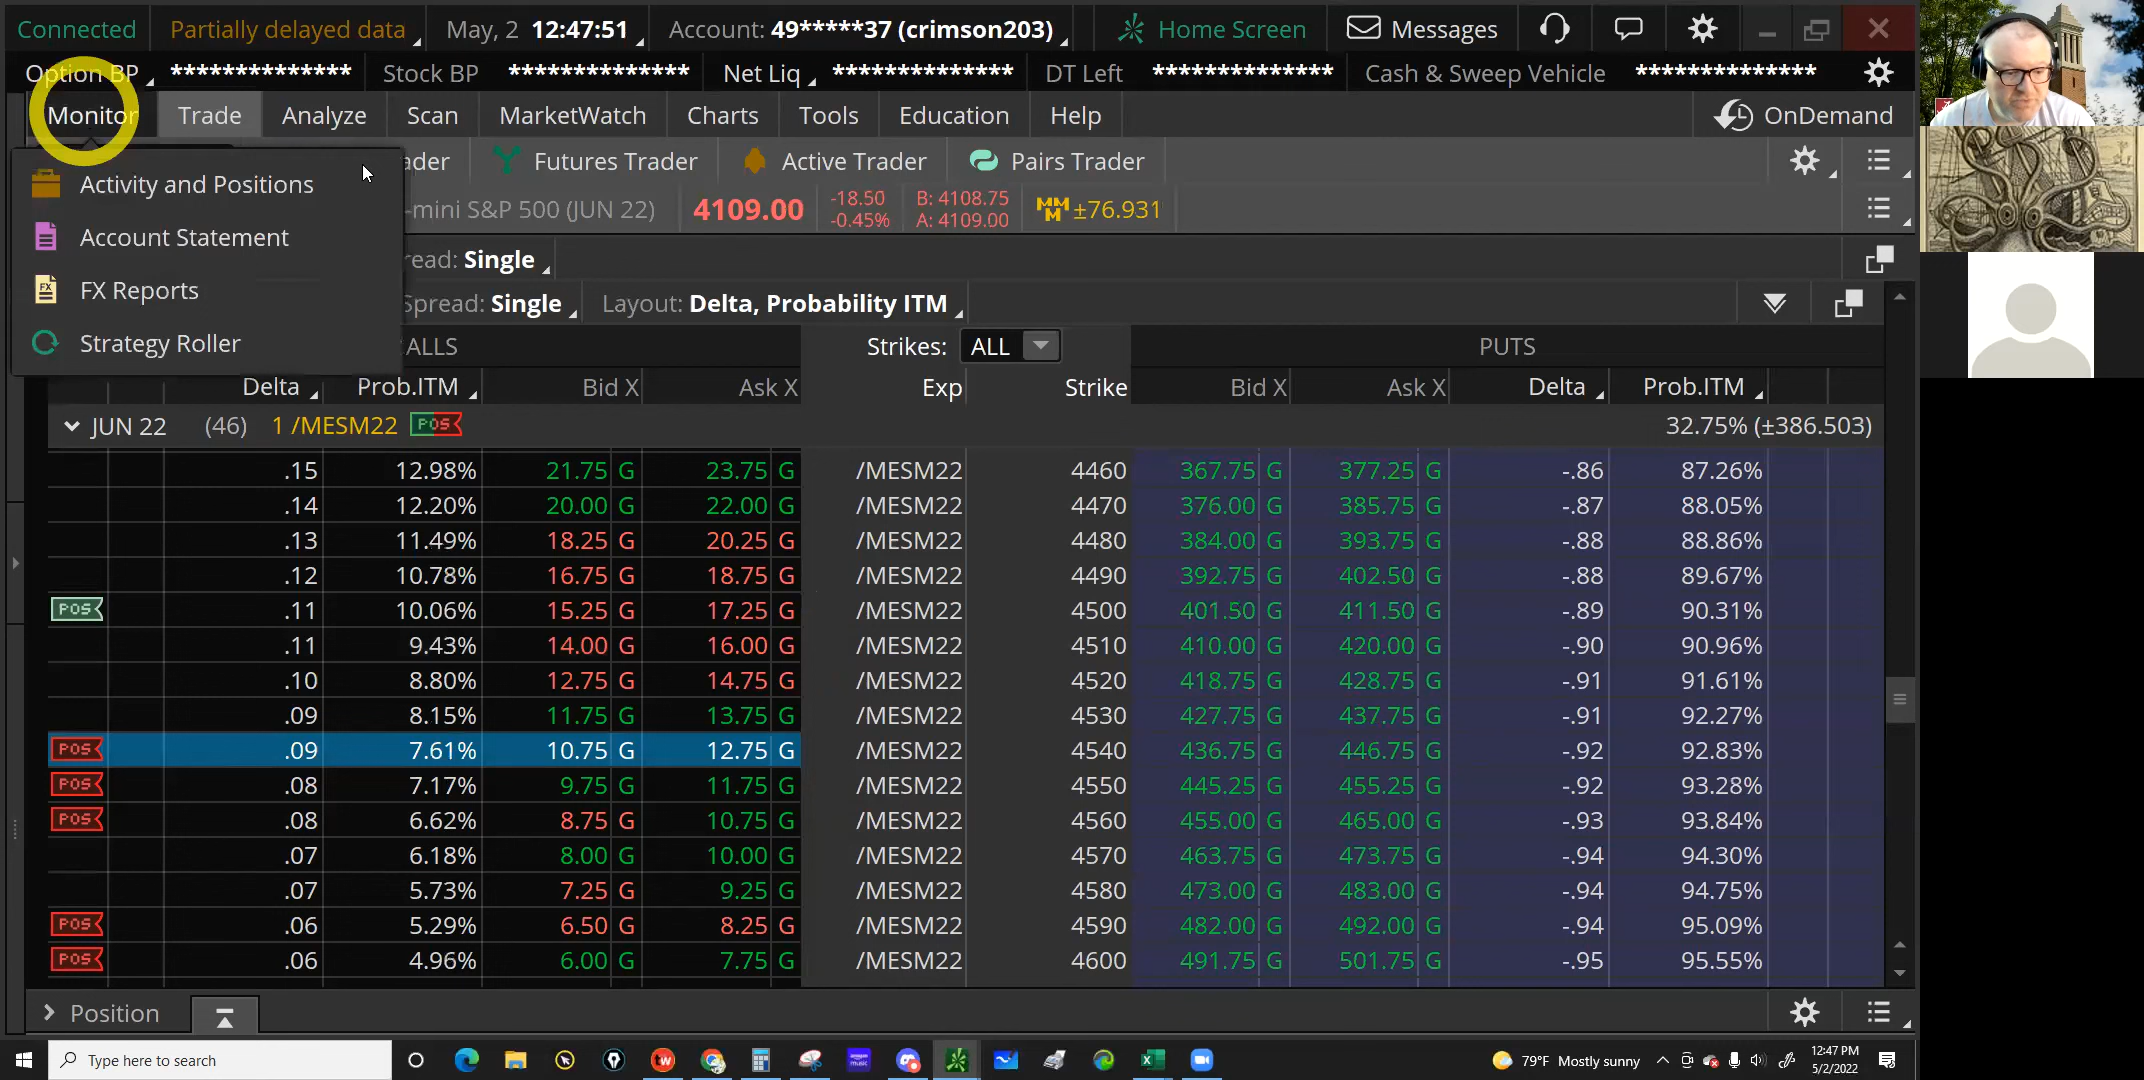 Connected Partially delayed data May, 2 12:47:51 Account: 49*****37 (crimson203) Home Screen Messages
Option BP ************** Stock BP ************** Net Liq ************** DT Left ************** Cash & Sweep Vehicle **************
Monitor Trade Analyze Scan MarketWatch Charts Tools Education Help OnDemand
ader Futures Trader Active Trader Pairs Trader
Activity and Positions
-mini S&P 500 (JUN 22) 4109.00 -18.50 B: 4108.75 MMM ±76.931
-0.45% A: 4109.00
Account Statement
read: Single
FX Reports
Spread: Single Layout: Delta, Probability ITM
Strategy Roller
ALLS Strikes: ALL PUTS
Delta Prob.ITM Bid X Ask X Exp Strike Bid X Ask X Delta Prob.ITM
JUN 22 (46) 1 /MESM22 POS 32.75% (±386.503)
.15 12.98% 21.75 G 23.75 G /MESM22 4460 367.75 G 377.25 G -.86 87.26%
.14 12.20% 20.00 G 22.00 G /MESM22 4470 376.00 G 385.75 G -.87 88.05%
.13 11.49% 18.25 G 20.25 G /MESM22 4480 384.00 G 393.75 G -.88 88.86%
.12 10.78% 16.75 G 18.75 G /MESM22 4490 392.75 G 402.50 G -.88 89.67%
POS .11 10.06% 15.25 G 17.25 G /MESM22 4500 401.50 G 411.50 G -.89 90.31%
.11 9.43% 14.00 G 16.00 G /MESM22 4510 410.00 G 420.00 G -.90 90.96%
.10 8.80% 12.75 G 14.75 G /MESM22 4520 418.75 G 428.75 G -.91 91.61%
.09 8.15% 11.75 G 13.75 G /MESM22 4530 427.75 G 437.75 G -.91 92.27%
POS .09 7.61% 10.75 G 12.75 G /MESM22 4540 436.75 G 446.75 G -.92 92.83%
POS .08 7.17% 9.75 G 11.75 G /MESM22 4550 445.25 G 455.25 G -.92 93.28%
POS .08 6.62% 8.75 G 10.75 G /MESM22 4560 455.00 G 465.00 G -.93 93.84%
.07 6.18% 8.00 G 10.00 G /MESM22 4570 463.75 G 473.75 G -.94 94.30%
.07 5.73% 7.25 G 9.25 G /MESM22 4580 473.00 G 483.00 G -.94 94.75%
POS .06 5.29% 6.50 G 8.25 G /MESM22 4590 482.00 G 492.00 G -.94 95.09%
POS .06 4.96% 6.00 G 7.75 G /MESM22 4600 491.75 G 501.75 G -.95 95.55%
Position
Type here to search 79°F Mostly sunny 12:47 PM
5/2/2022